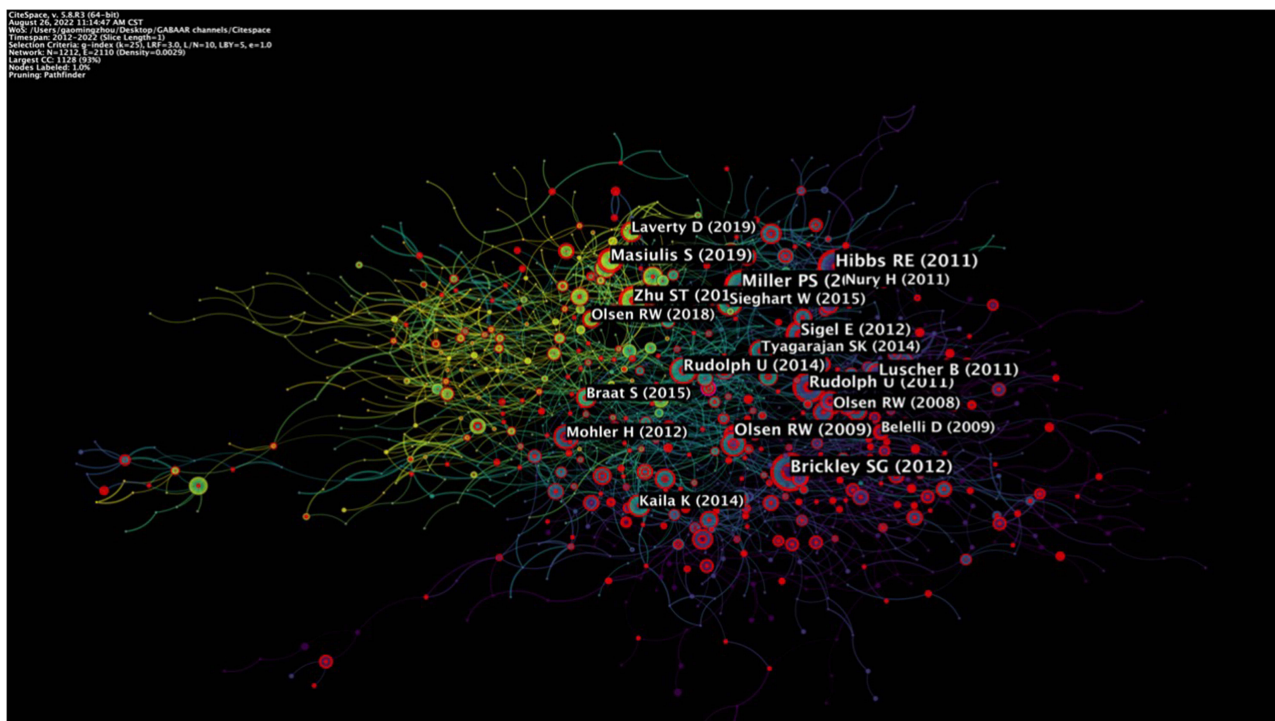 CiteSpace, v. 5.8.R3 (64-bit)
August 26, 2022 11:14:47 AM CST
WoS: /Users/gaomingzhou/Desktop/GABAAR channels/Citespace
Timespan: 2012-2022 (Slice Length=1)
Selection Criteria: g-index (k=25), LRF=3.0, L/N=10, LBY=5, e=1.0
Network: N=1212, E=2110 (Density=0.0029)
Largest CC: 1128 (93%)
Nodes Labeled: 1.0%
Pruning: Pathfinder
Laverty D (2019)
Masiulis S (2019)
Hibbs RE (2011)
Miller PS
Nury H (2011)
Zhu ST
Sieghart W (2015)
Olsen RW (2018)
Sigel E (2012)
Tyagarajan SK (2014)
Rudolph U (2014)
Luscher B (2011)
Rudolph U (2011)
Braat S (2015)
Olsen RW (2008)
Mohler H (2012)
Olsen RW (2009)
Belelli D (2009)
Brickley SG (2012)
Kaila K (2014)